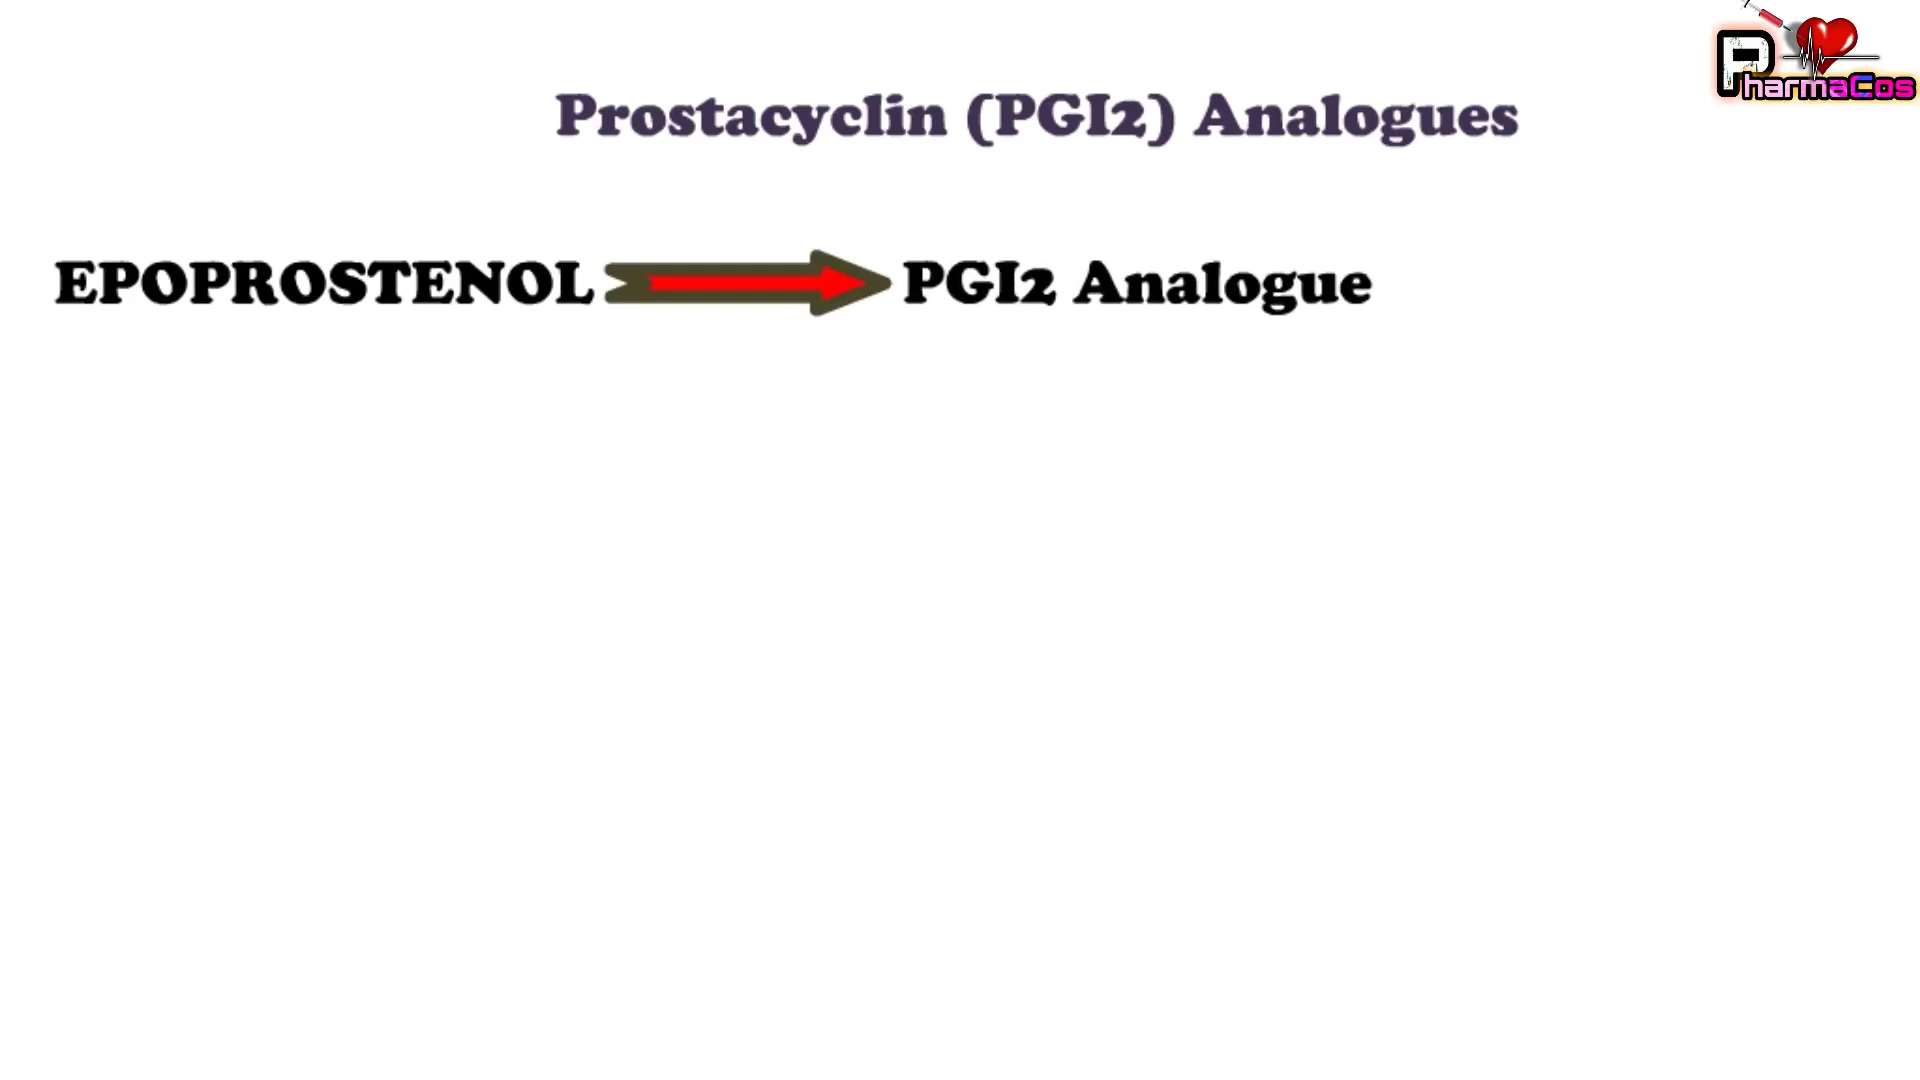 PharmaCos
Prostacyclin (PGI2) Analogues
EPOPROSTENOL PGI2 Analogue